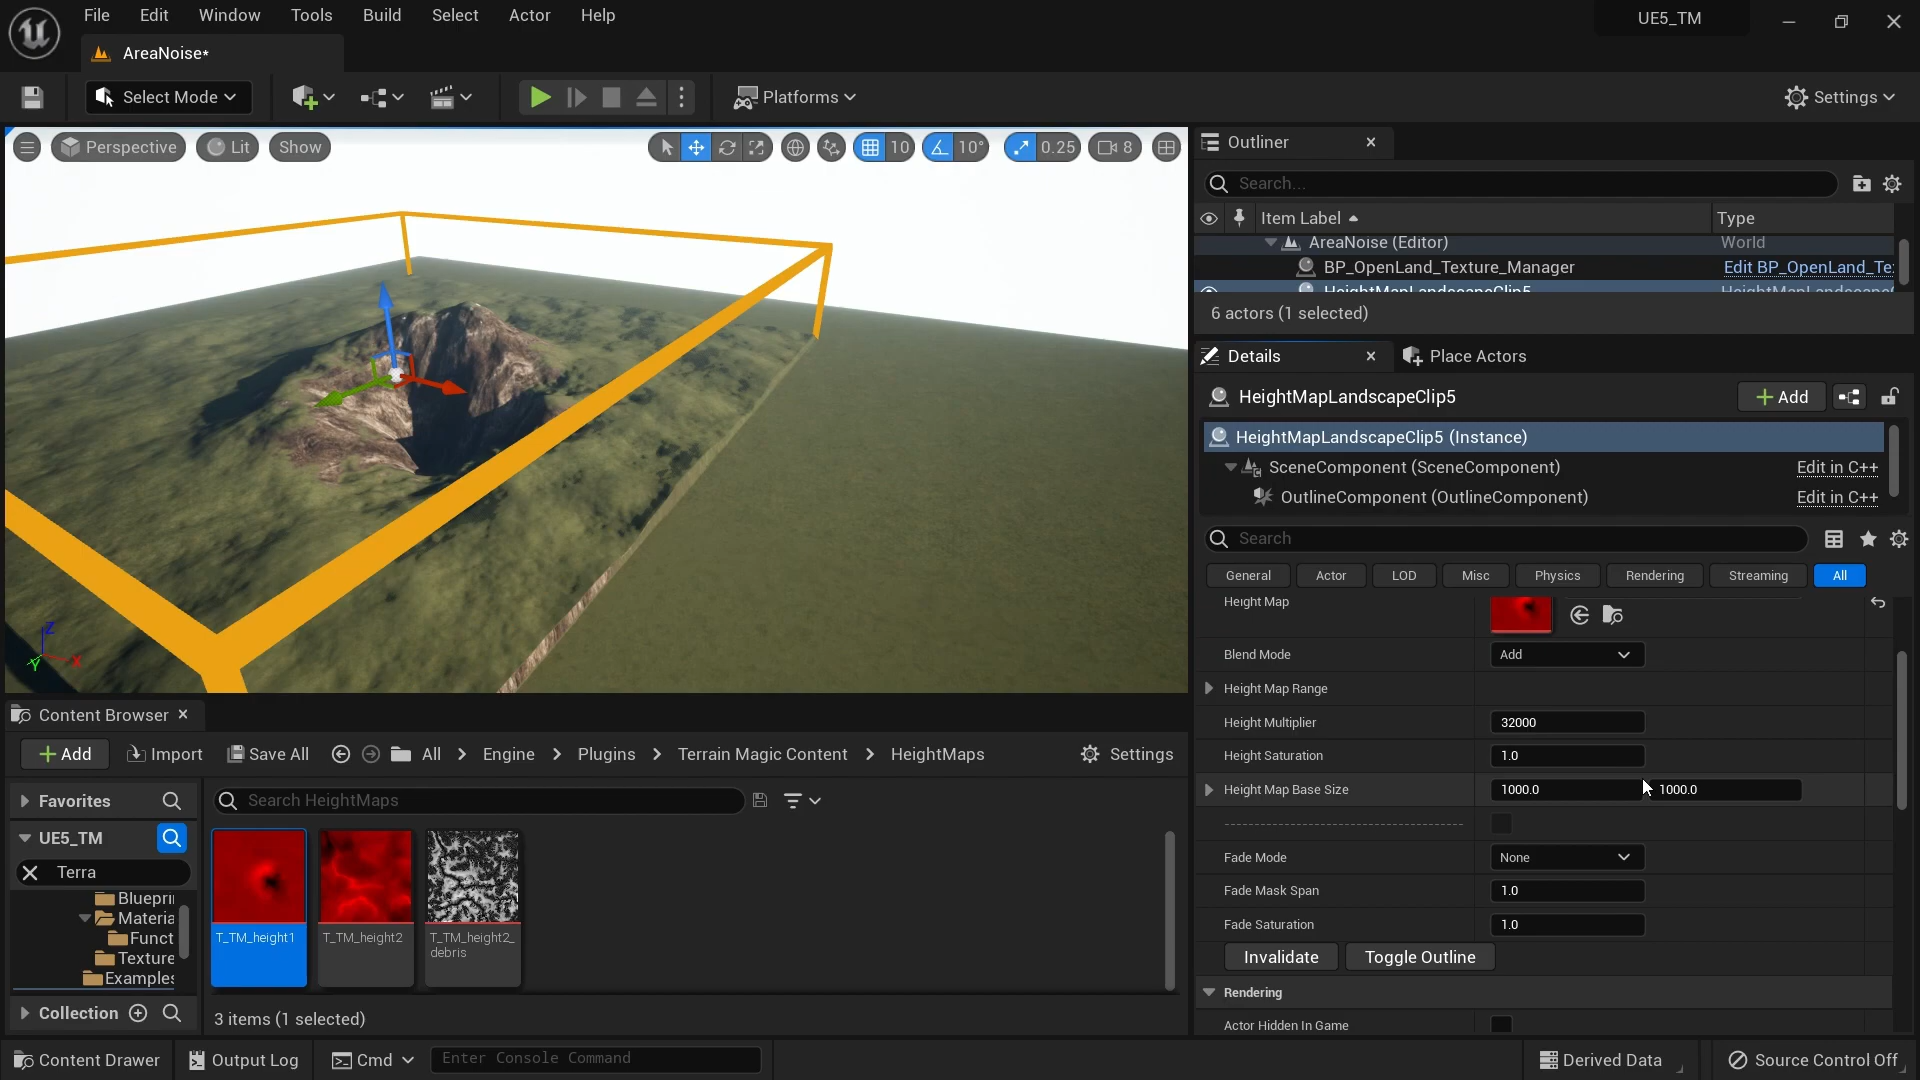 File Edit Window Tools Build Select Actor Help
UE5_TM
AreaNoise*
Select Mode
Platforms
Settings
Perspective Lit Show
10 10° 0.25 8
Outliner
Search...
Item Label Type
AreaNoise (Editor) World
BP_OpenLand_Texture_Manager Edit BP_OpenLand_Te
HeightMapLandscapeClip5 HeightMapLandscape
6 actors (1 selected)
Details Place Actors
HeightMapLandscapeClip5 Add
HeightMapLandscapeClip5 (Instance)
SceneComponent (SceneComponent) Edit in C++
OutlineComponent (OutlineComponent) Edit in C++
Search
General Actor LOD Misc Physics Rendering Streaming All
Height Map
Blend Mode Add
Height Map Range
Height Multiplier 32000
Height Saturation 1.0
Height Map Base Size 1000.0 1000.0
Fade Mode None
Fade Mask Span 1.0
Fade Saturation 1.0
Invalidate Toggle Outline
Rendering
Actor Hidden In Game
Z
Y X
Content Browser
Add Import Save All All Engine Plugins Terrain Magic Content HeightMaps Settings
Favorites
Search HeightMaps
UE5_TM
Terra
Blueprin
Materia
Funct
Texture
Examples
Collection
T_TM_height1
T_TM_height2
T_TM_height2_
debris
3 items (1 selected)
Content Drawer Output Log Cmd Enter Console Command Derived Data Source Control Off